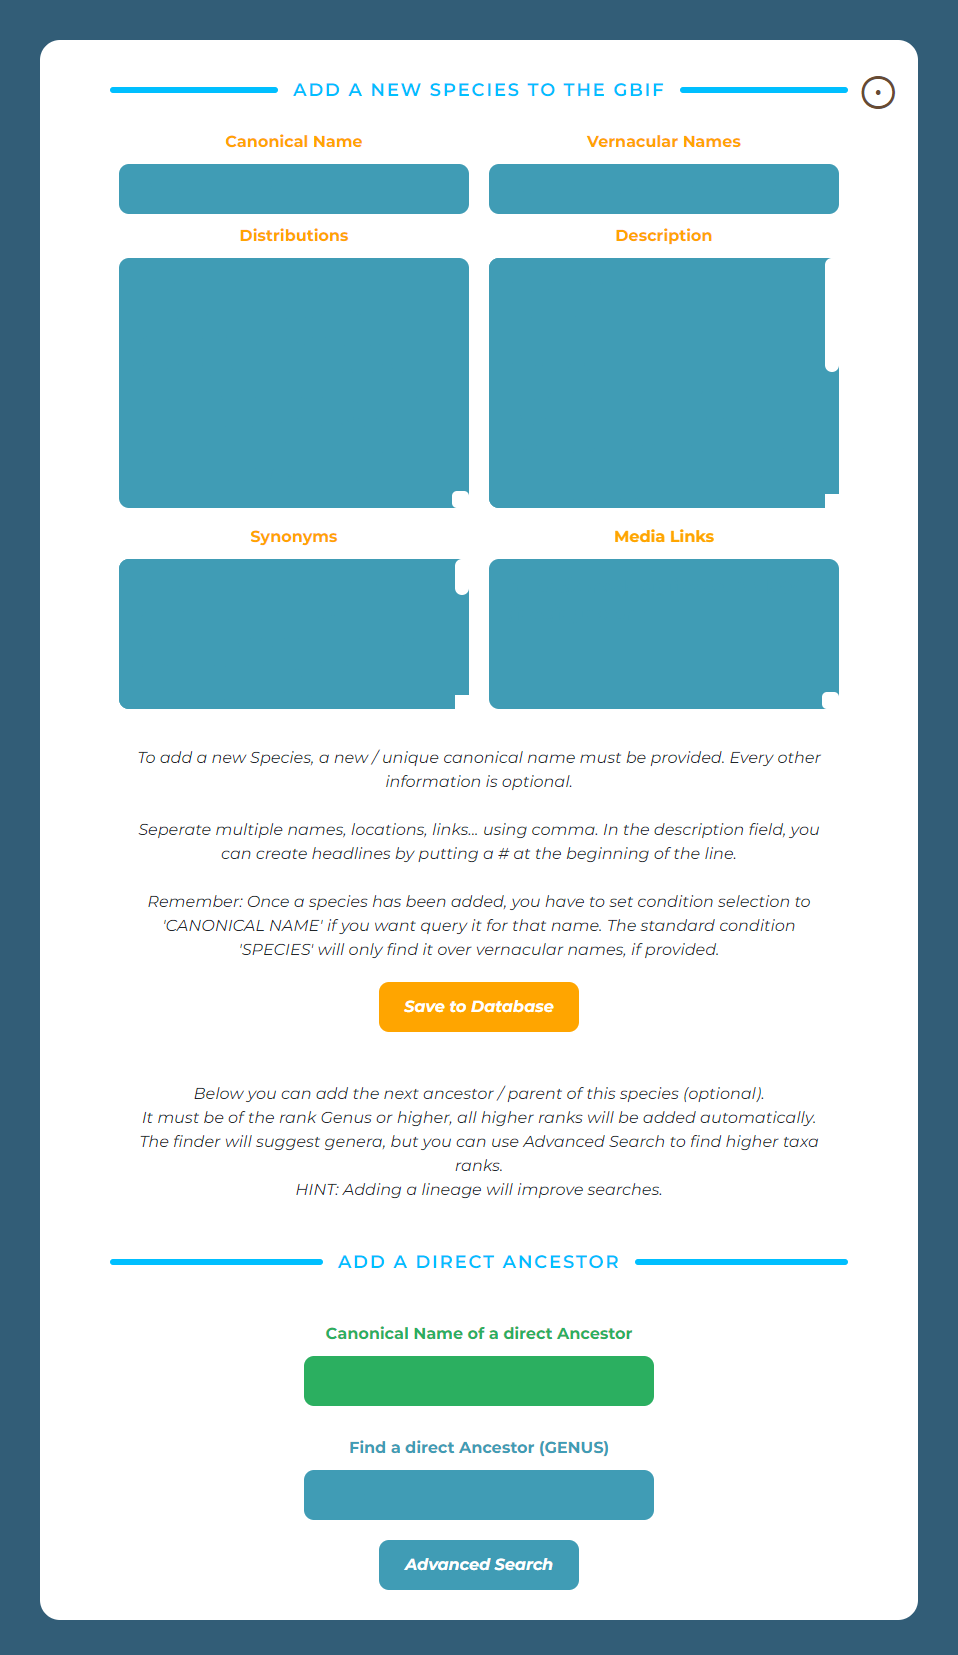 ADD A NEW SPECIES TO THE GBIF
Canonical Name
Vernacular Names
Distributions
Description
Synonyms
Media Links
To add a new Species, a new / unique canonical name must be provided. Every other
information is optional.
Seperate multiple names, locations, links... using comma. In the description field, you
can create headlines by putting a # at the beginning of the line.
Remember: Once a species has been added, you have to set condition selection to
'CANONICAL NAME' if you want query it for that name. The standard condition
'SPECIES' will only find it over vernacular names, if provided.
Save to Database
Below you can add the next ancestor / parent of this species (optional).
It must be of the rank Genus or higher, all higher ranks will be added automatically.
The finder will suggest genera, but you can use Advanced Search to find higher taxa
ranks.
HINT: Adding a lineage will improve searches.
ADD A DIRECT ANCESTOR
Canonical Name of a direct Ancestor
Find a direct Ancestor (GENUS)
Advanced Search